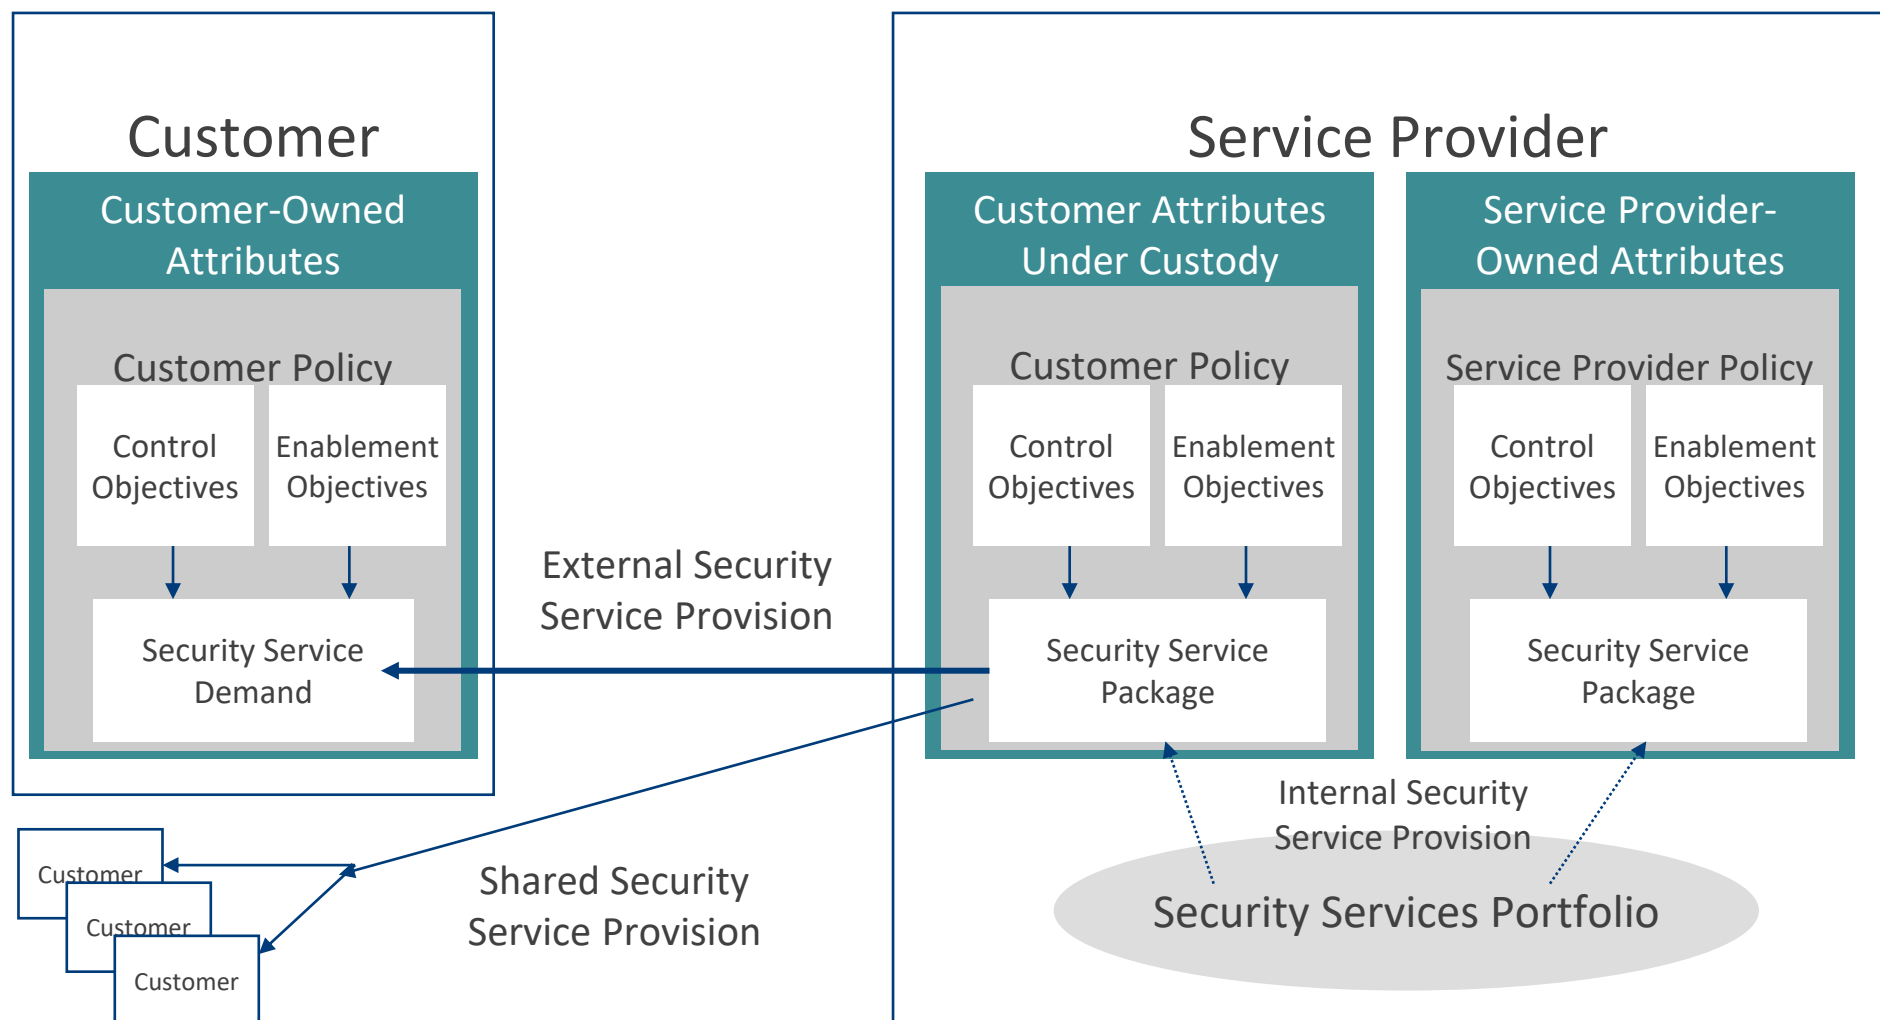 Customer
Customer-Owned
Attributes
Customer Policy
Control
Objectives
Enablement
Objectives
Security Service
Demand
External Security
Service Provision
Service Provider
Customer Attributes
Under Custody
Customer Policy
Control
Objectives
Enablement
Objectives
Security Service
Package
Service Provider-
Owned Attributes
Service Provider Policy
Control
Objectives
Enablement
Objectives
Security Service
Package
Internal Security
Service Provision
Security Services Portfolio
Shared Security
Service Provision
Customer
Customer
Customer